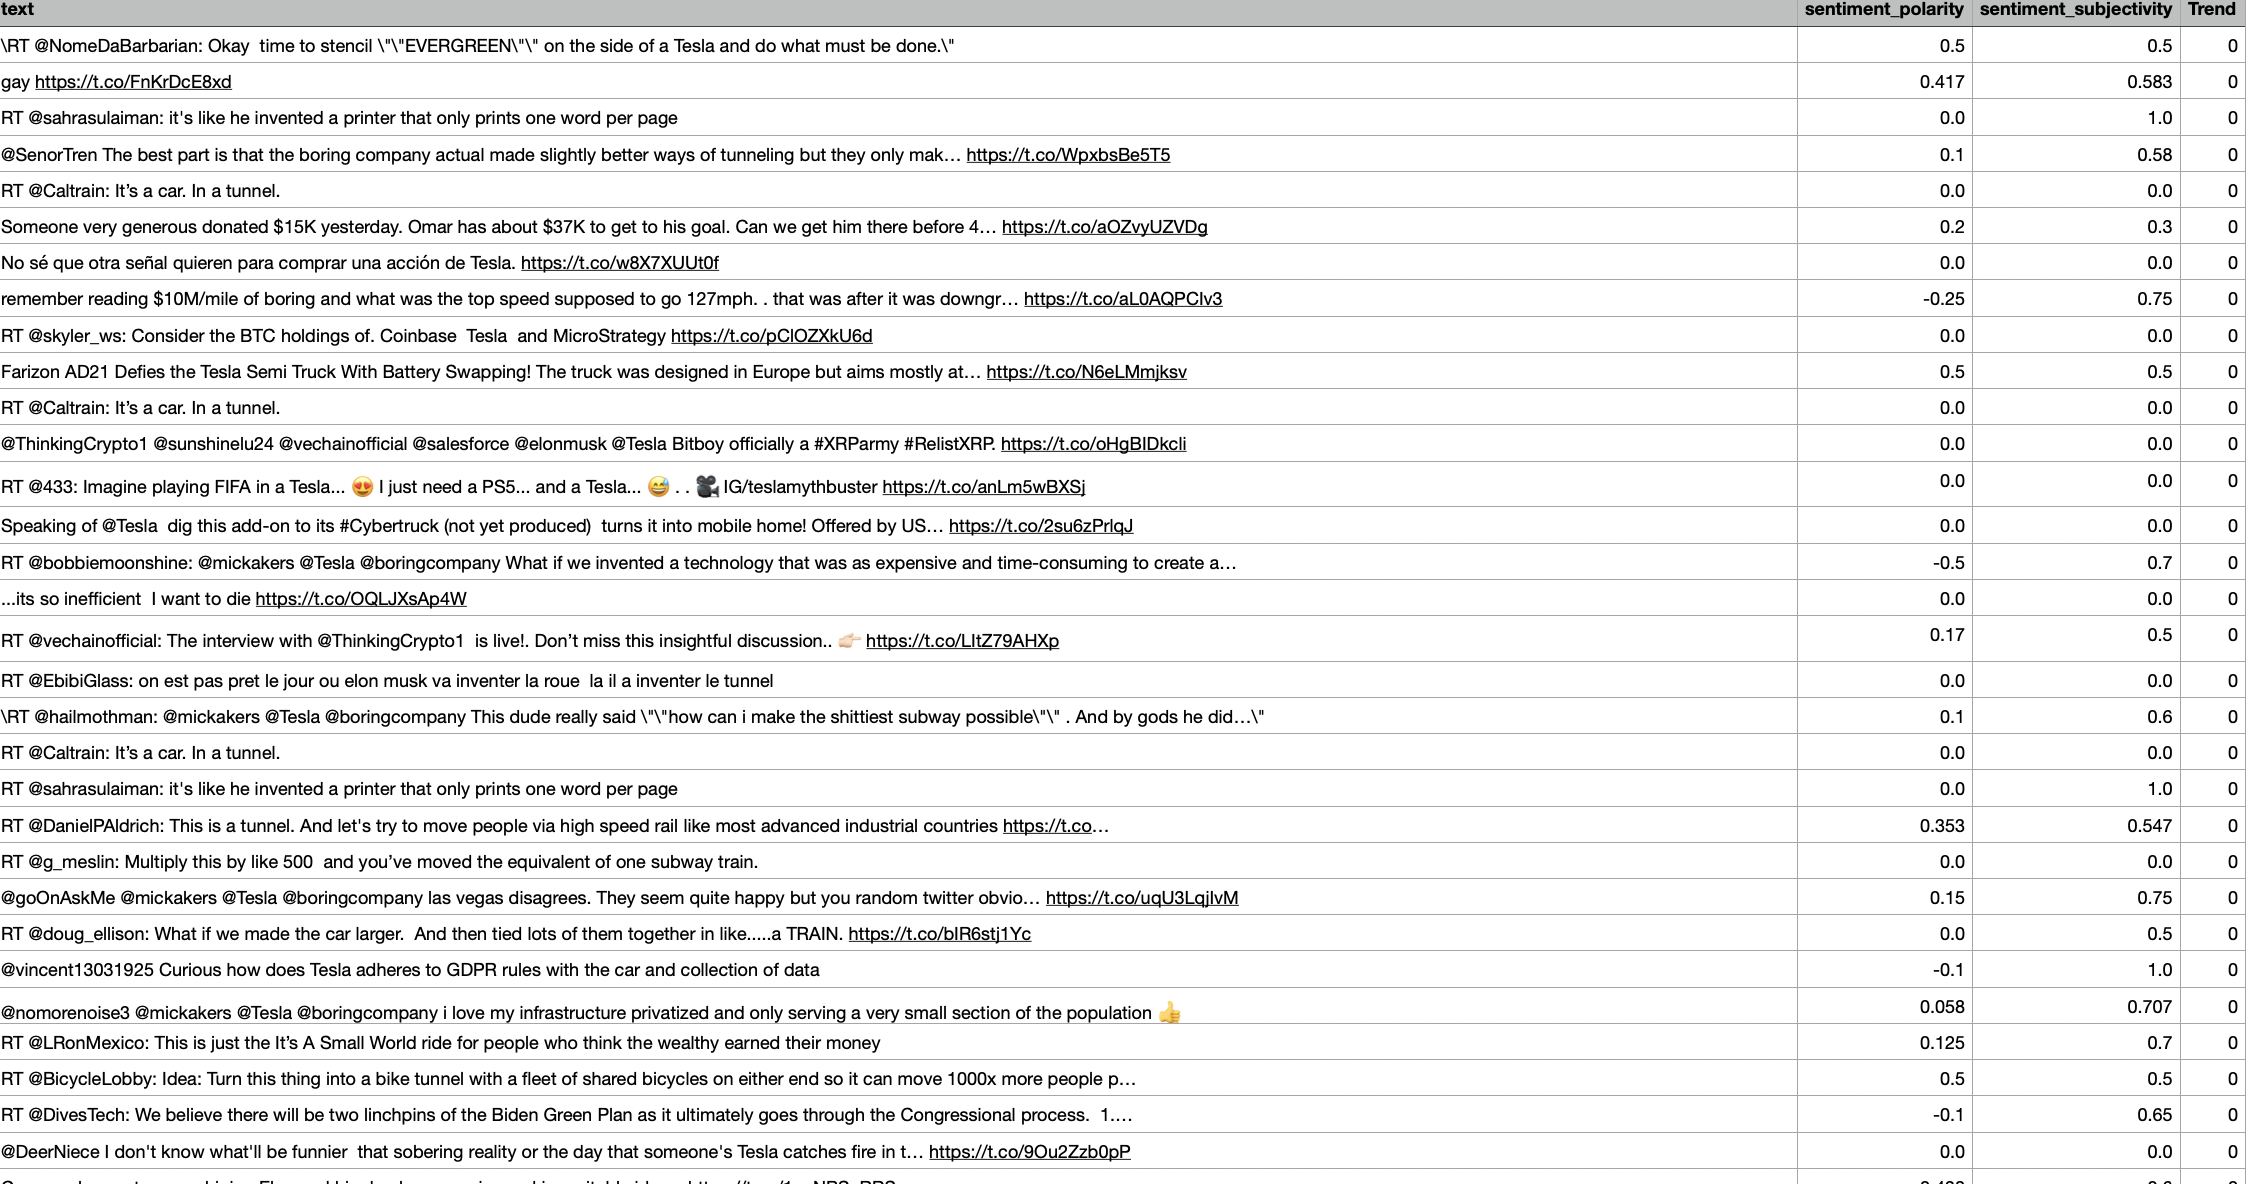 text sentiment_polarity sentiment_subjectivity Trend
\RT @NomeDaBarbarian: Okay  time to stencil \"\"EVERGREEN\"\" on the side of a Tesla and do what must be done.\" 0.5 0.5 0
gay https://t.co/FnKrDcE8xd 0.417 0.583 0
RT @sahrasulaiman: it's like he invented a printer that only prints one word per page 0.0 1.0 0
@SenorTren The best part is that the boring company actual made slightly better ways of tunneling but they only mak… https://t.co/WpxbsBe5T5 0.1 0.58 0
RT @Caltrain: It’s a car. In a tunnel. 0.0 0.0 0
Someone very generous donated $15K yesterday. Omar has about $37K to get to his goal. Can we get him there before 4… https://t.co/aOZvyUZVDg 0.2 0.3 0
No sé que otra señal quieren para comprar una acción de Tesla. https://t.co/w8X7XUUt0f 0.0 0.0 0
remember reading $10M/mile of boring and what was the top speed supposed to go 127mph. . that was after it was downgr… https://t.co/aL0AQPCIv3 -0.25 0.75 0
RT @skyler_ws: Consider the BTC holdings of. Coinbase  Tesla  and MicroStrategy https://t.co/pClOZXkU6d 0.0 0.0 0
Farizon AD21 Defies the Tesla Semi Truck With Battery Swapping! The truck was designed in Europe but aims mostly at… https://t.co/N6eLMmjksv 0.5 0.5 0
RT @Caltrain: It’s a car. In a tunnel. 0.0 0.0 0
@ThinkingCrypto1 @sunshinelu24 @vechainofficial @salesforce @elonmusk @Tesla Bitboy officially a #XRParmy #RelistXRP. https://t.co/oHgBIDkcli 0.0 0.0 0
RT @433: Imagine playing FIFA in a Tesla... 😍 I just need a PS5... and a Tesla... 😅 . . 🎥 IG/teslamythbuster https://t.co/anLm5wBXSj 0.0 0.0 0
Speaking of @Tesla  dig this add-on to its #Cybertruck (not yet produced)  turns it into mobile home! Offered by US… https://t.co/2su6zPrlqJ 0.0 0.0 0
RT @bobbiemoonshine: @mickakers @Tesla @boringcompany What if we invented a technology that was as expensive and time-consuming to create a… -0.5 0.7 0
...its so inefficient  I want to die https://t.co/OQLJXsAp4W 0.0 0.0 0
RT @vechainofficial: The interview with @ThinkingCrypto1  is live!. Don’t miss this insightful discussion.. 👉🏻 https://t.co/LItZ79AHXp 0.17 0.5 0
RT @EbibiGlass: on est pas pret le jour ou elon musk va inventer la roue  la il a inventer le tunnel 0.0 0.0 0
\RT @hailmothman: @mickakers @Tesla @boringcompany This dude really said \"\"how can i make the shittiest subway possible\"\" . And by gods he did…\" 0.1 0.6 0
RT @Caltrain: It’s a car. In a tunnel. 0.0 0.0 0
RT @sahrasulaiman: it's like he invented a printer that only prints one word per page 0.0 1.0 0
RT @DanielPAldrich: This is a tunnel. And let's try to move people via high speed rail like most advanced industrial countries https://t.co… 0.353 0.547 0
RT @g_meslin: Multiply this by like 500  and you’ve moved the equivalent of one subway train. 0.0 0.0 0
@goOnAskMe @mickakers @Tesla @boringcompany las vegas disagrees. They seem quite happy but you random twitter obvio… https://t.co/uqU3LqjIvM 0.15 0.75 0
RT @doug_ellison: What if we made the car larger.  And then tied lots of them together in like.....a TRAIN. https://t.co/bIR6stj1Yc 0.0 0.5 0
@vincent13031925 Curious how does Tesla adheres to GDPR rules with the car and collection of data -0.1 1.0 0
@nomorenoise3 @mickakers @Tesla @boringcompany i love my infrastructure privatized and only serving a very small section of the population 👍 0.058 0.707 0
RT @LRonMexico: This is just the It’s A Small World ride for people who think the wealthy earned their money 0.125 0.7 0
RT @BicycleLobby: Idea: Turn this thing into a bike tunnel with a fleet of shared bicycles on either end so it can move 1000x more people p… 0.5 0.5 0
RT @DivesTech: We believe there will be two linchpins of the Biden Green Plan as it ultimately goes through the Congressional process.  1.… -0.1 0.65 0
@DeerNiece I don't know what'll be funnier  that sobering reality or the day that someone's Tesla catches fire in t… https://t.co/9Ou2Zzb0pP 0.0 0.0 0